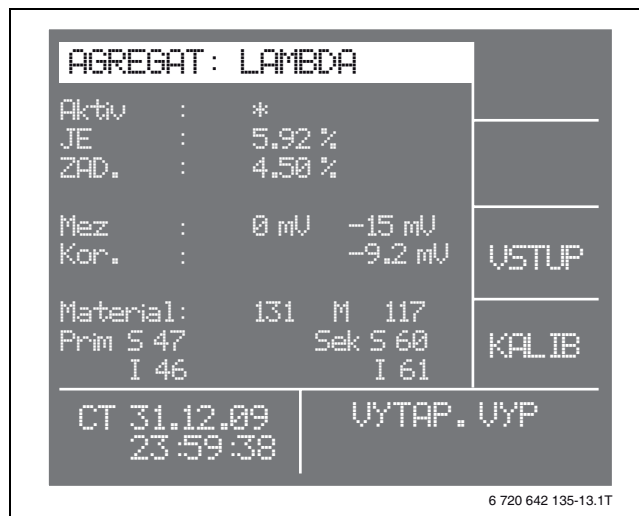 AGREGAT: LAMBDA
Aktiv : *
JE : 5.92 %
ZAD. : 4.50 %
Mez : 0 mV -15 mV
Kor. : -9.2 mV
Material: 131 M 117
Prim S 47 Sek S 60
I 46 I 61
VSTUP
KALIB
CT 31.12.09
23:59:38
VYTAP. VYP
6 720 642 135-13.1T